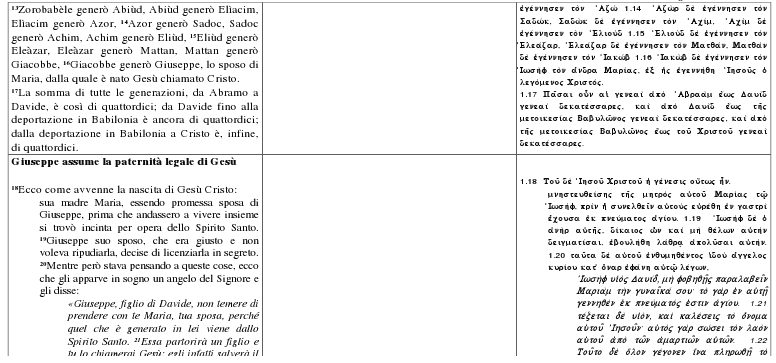 ¹³Zorobabèle generò Abiùd, Abiùd generò Elìacim,
Elìacim generò Azor, ¹⁴Azor generò Sadoc, Sadoc
generò Achim, Achim generò Eliùd, ¹⁵Eliùd generò
Eleàzar, Eleàzar generò Mattan, Mattan generò
Giacobbe, ¹⁶Giacobbe generò Giuseppe, lo sposo di
Maria, dalla quale è nato Gesù chiamato Cristo.
¹⁷La somma di tutte le generazioni, da Abramo a
Davide, è così di quattordici; da Davide fino alla
deportazione in Babilonia è ancora di quattordici;
dalla deportazione in Babilonia a Cristo è, infine,
di quattordici.
ἐγέννησεν τὸν Ἀζώρ 1.14 Ἀζὼρ δὲ ἐγέννησεν τὸν
Σαδώκ, Σαδὼκ δὲ ἐγέννησεν τὸν Ἀχίμ, Ἀχὶμ δὲ
ἐγέννησεν τὸν Ἐλιούδ 1.15 Ἐλιοὺδ δὲ ἐγέννησεν τὸν
Ἐλεάζαρ, Ἐλεάζαρ δὲ ἐγέννησεν τὸν Ματθάν, Ματθὰν
δὲ ἐγέννησεν τὸν Ἰακώβ 1.16 Ἰακὼβ δὲ ἐγέννησεν τὸν
Ἰωσὴφ τὸν ἄνδρα Μαρίας, ἐξ ἧς ἐγεννήθη Ἰησοῦς ὁ
λεγόμενος Χριστός.
1.17 Πᾶσαι οὖν αἱ γενεαὶ ἀπὸ Ἀβραὰμ ἕως Δαυὶδ
γενεαὶ δεκατέσσαρες, καὶ ἀπὸ Δαυὶδ ἕως τῆς
μετοικεσίας Βαβυλῶνος γενεαὶ δεκατέσσαρες, καὶ ἀπὸ
τῆς μετοικεσίας Βαβυλῶνος ἕως τοῦ Χριστοῦ γενεαὶ
δεκατέσσαρες.
Giuseppe assume la paternità legale di Gesù
¹⁸Ecco come avvenne la nascita di Gesù Cristo:
sua madre Maria, essendo promessa sposa di
Giuseppe, prima che andassero a vivere insieme
si trovò incinta per opera dello Spirito Santo.
¹⁹Giuseppe suo sposo, che era giusto e non
voleva ripudiarla, decise di licenziarla in segreto.
²⁰Mentre però stava pensando a queste cose, ecco
che gli apparve in sogno un angelo del Signore e
gli disse:
«Giuseppe, figlio di Davide, non temere di
prendere con te Maria, tua sposa, perché
quel che è generato in lei viene dallo
Spirito Santo. ²¹Essa partorirà un figlio e
tu lo chiamerai Gesù: egli infatti salverà il
1.18 Τοῦ δὲ Ἰησοῦ Χριστοῦ ἡ γένεσις οὕτως ἦν.
μνηστευθείσης τῆς μητρὸς αὐτοῦ Μαρίας τῷ
Ἰωσήφ, πρὶν ἢ συνελθεῖν αὐτοὺς εὑρέθη ἐν γαστρὶ
ἔχουσα ἐκ πνεύματος ἁγίου. 1.19 Ἰωσὴφ δὲ ὁ
ἀνὴρ αὐτῆς, δίκαιος ὢν καὶ μὴ θέλων αὐτὴν
δειγματίσαι, ἐβουλήθη λάθρᾳ ἀπολῦσαι αὐτήν.
1.20 ταῦτα δὲ αὐτοῦ ἐνθυμηθέντος ἰδοὺ ἄγγελος
κυρίου κατ' ὄναρ ἐφάνη αὐτῷ λέγων,
Ἰωσὴφ υἱὸς Δαυίδ, μὴ φοβηθῇς παραλαβεῖν
Μαριὰμ τὴν γυναῖκά σου· τὸ γὰρ ἐν αὐτῇ
γεννηθὲν ἐκ πνεύματός ἐστιν ἁγίου. 1.21
τέξεται δὲ υἱόν, καὶ καλέσεις τὸ ὄνομα
αὐτοῦ Ἰησοῦν· αὐτὸς γὰρ σώσει τὸν λαὸν
αὐτοῦ ἀπὸ τῶν ἁμαρτιῶν αὐτῶν. 1.22
Τοῦτο δὲ ὅλον γέγονεν ἵνα πληρωθῇ τὸ